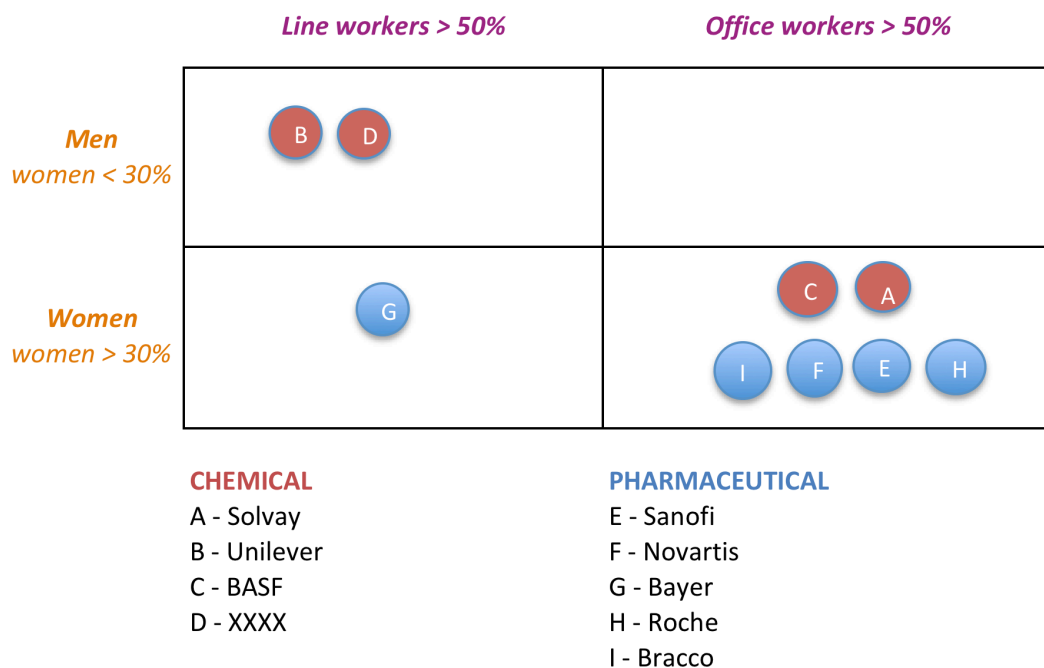 Line workers > 50%
Office workers > 50%
Men
women < 30%
B
D
Women
women > 30%
G
C
A
I
F
E
H
CHEMICAL
A - Solvay
B - Unilever
C - BASF
D - XXXX
PHARMACEUTICAL
E - Sanofi
F - Novartis
G - Bayer
H - Roche
I - Bracco